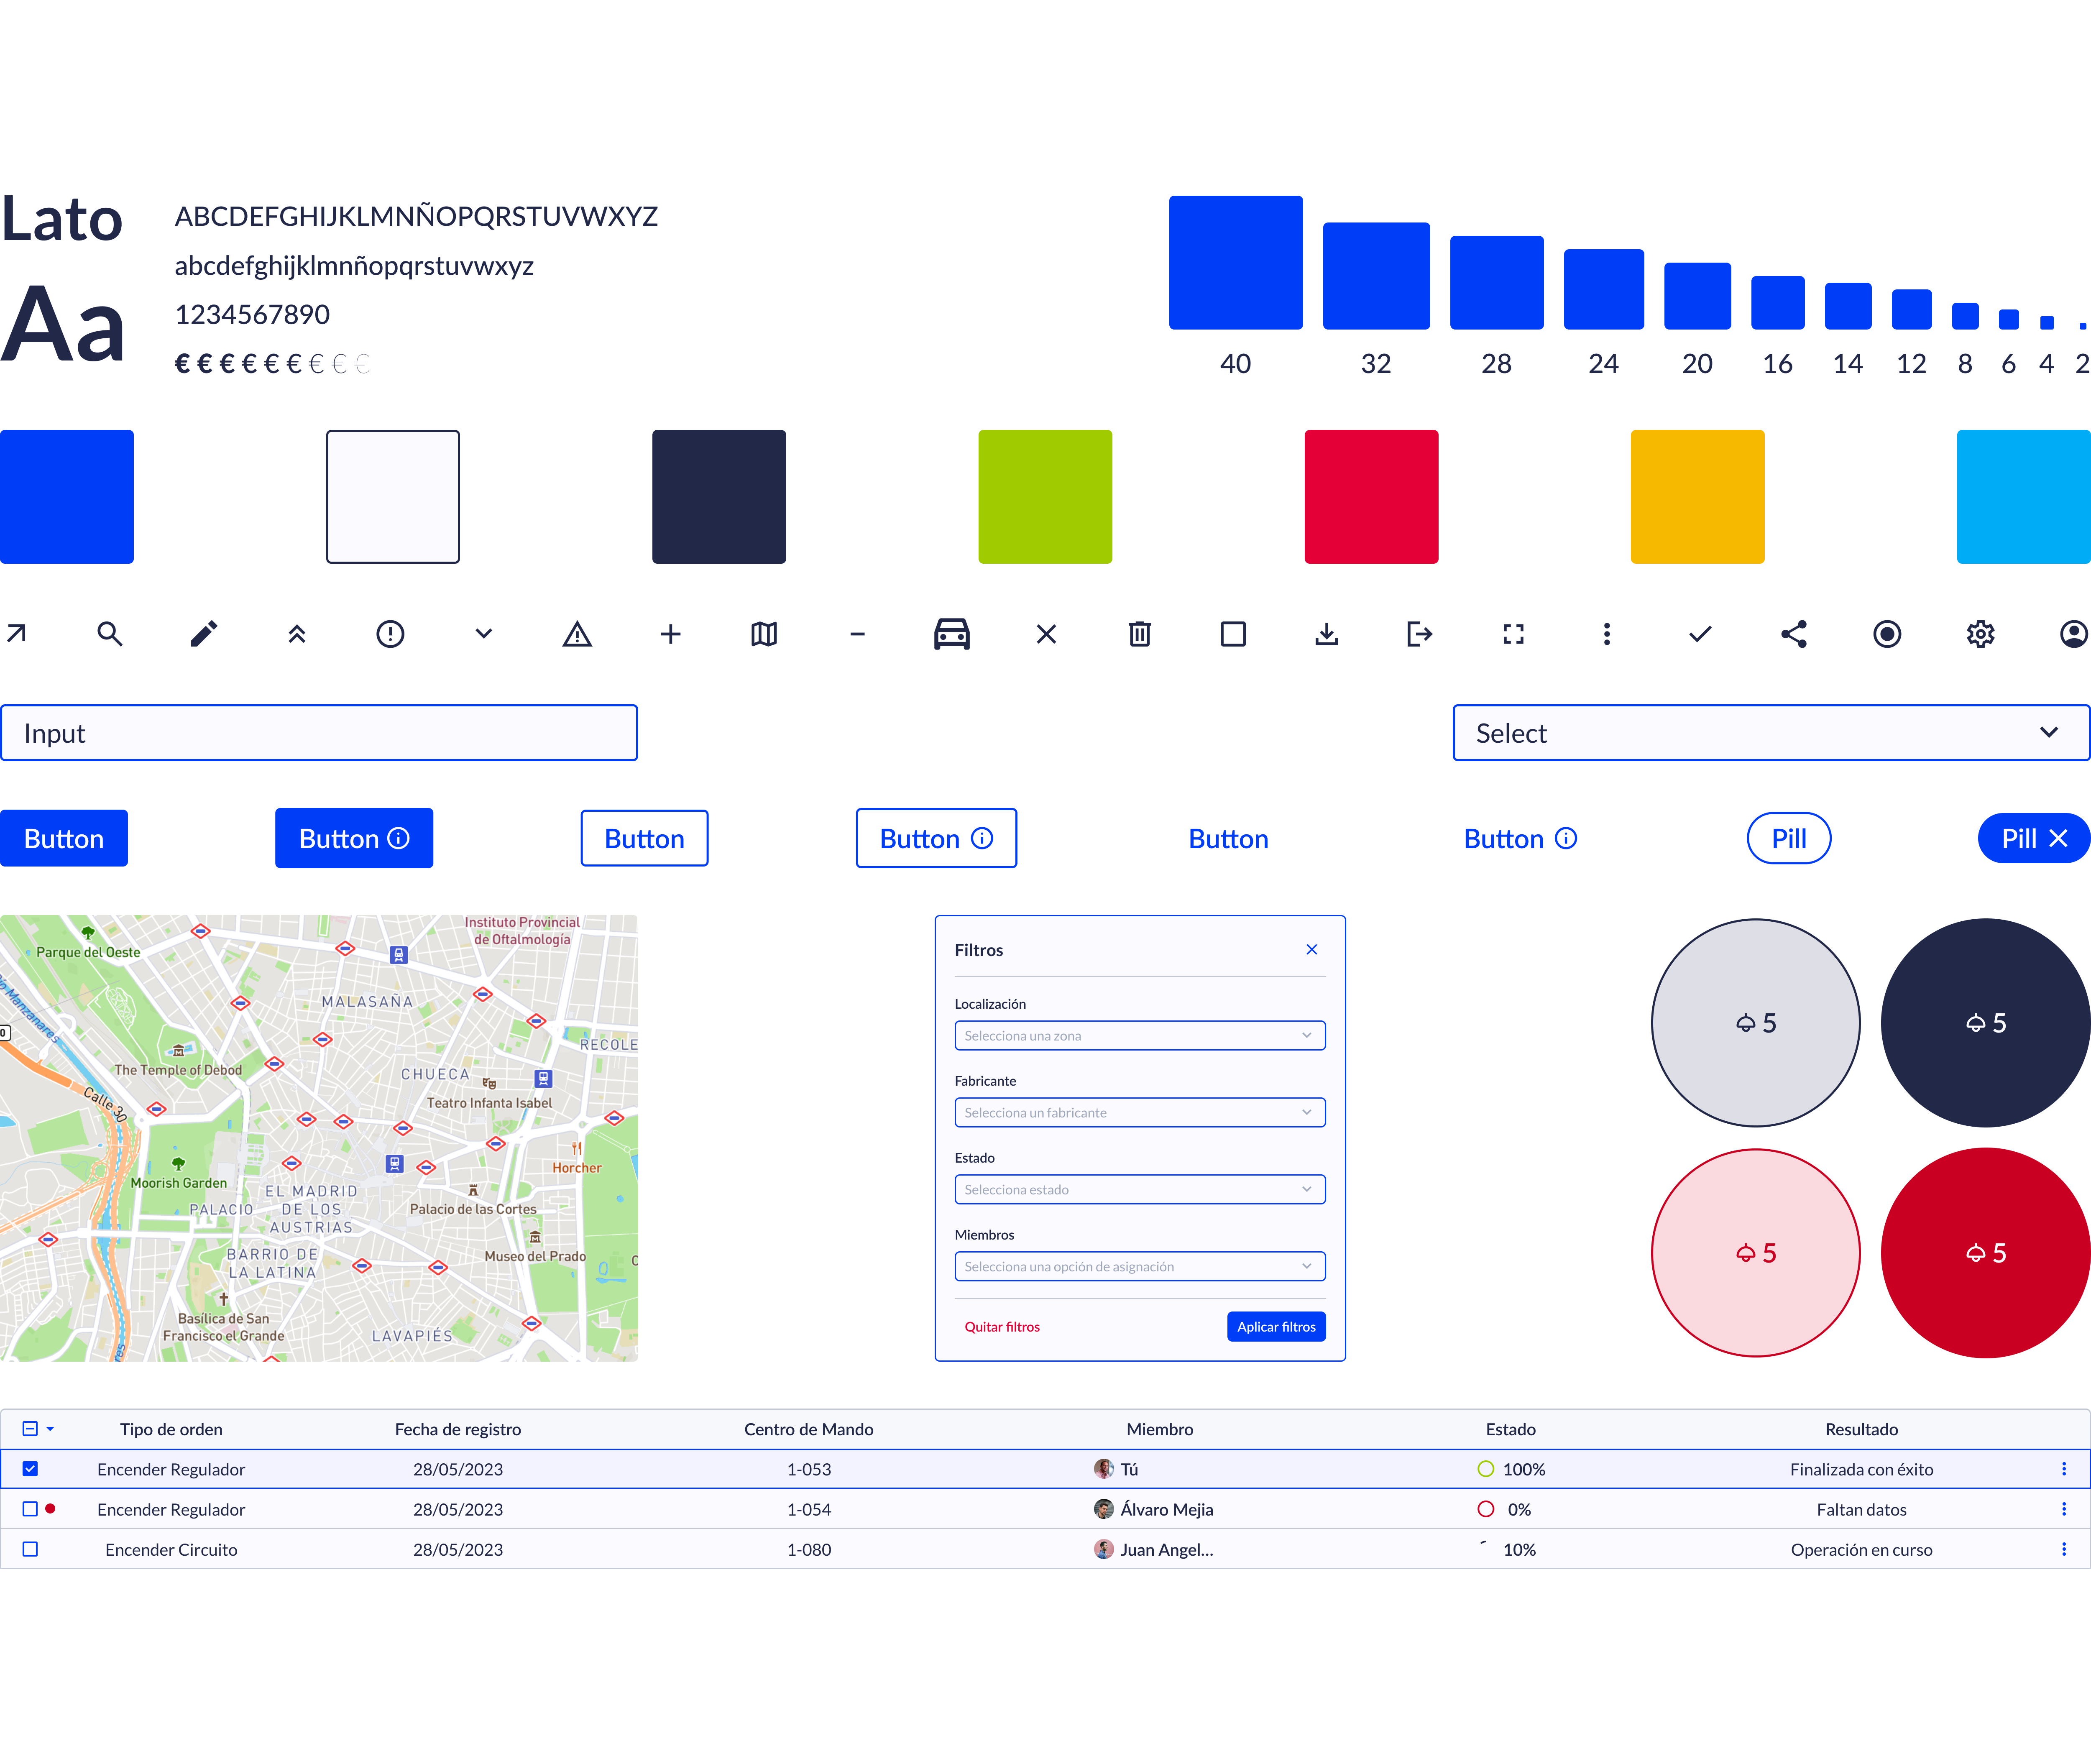 Lato
Aa
ABCDEFGHIJKLMNÑOPQRSTUVWXYZ
abcdefghijklmnñopqrstuvwxyz
1234567890
€ € € € € € € € €
40 32 28 24 20 16 14 12 8 6 4 2
Input
Select
Button
Button
Button
Button
Button
Button
Pill
Pill
Instituto Provincial
de Oftalmología
Parque del Oeste
MALASAÑA
RECOLE
The Temple of Debod
CHUECA
Teatro Infanta Isabel
Calle 30
Manzanares
0
Horcher
Moorish Garden
EL MADRID
DE LOS
AUSTRIAS
PALACIO
Palacio de las Cortes
Museo del Prado
BARRIO DE
LA LATINA
Basílica de San
Francisco el Grande
LAVAPIÉS
Filtros
Localización
Selecciona una zona
Fabricante
Selecciona un fabricante
Estado
Selecciona estado
Miembros
Selecciona una opción de asignación
Quitar filtros
Aplicar filtros
5
5
5
5
Tipo de orden Fecha de registro Centro de Mando Miembro Estado Resultado
Encender Regulador 28/05/2023 1-053 Tú 100% Finalizada con éxito
Encender Regulador 28/05/2023 1-054 Álvaro Mejia 0% Faltan datos
Encender Circuito 28/05/2023 1-080 Juan Angel... 10% Operación en curso